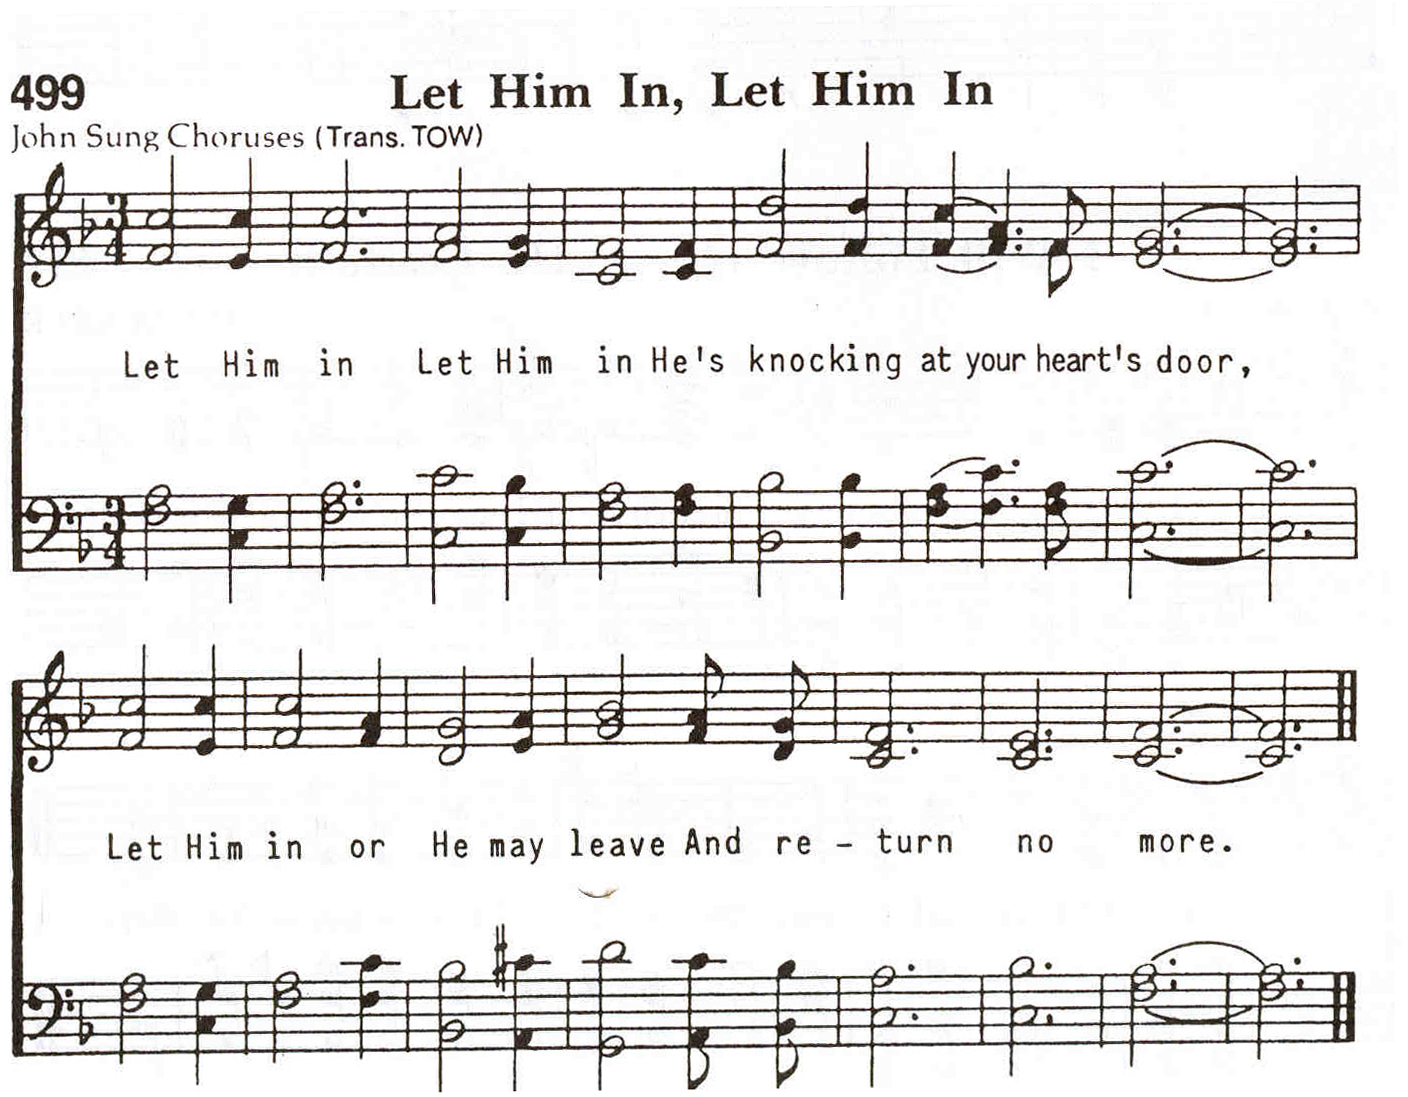 499
Let Him In, Let Him In
John Sung Choruses (Trans. TOW)
Let Him in Let Him in He's knocking at your heart's door,
Let Him in or He may leave And re – turn no more.